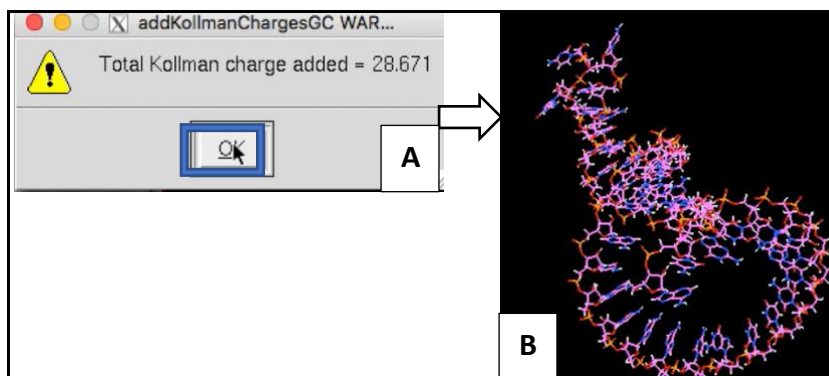 X addKollmanChargesGC WAR...
Total Kollman charge added = 28.671
OK
A
B